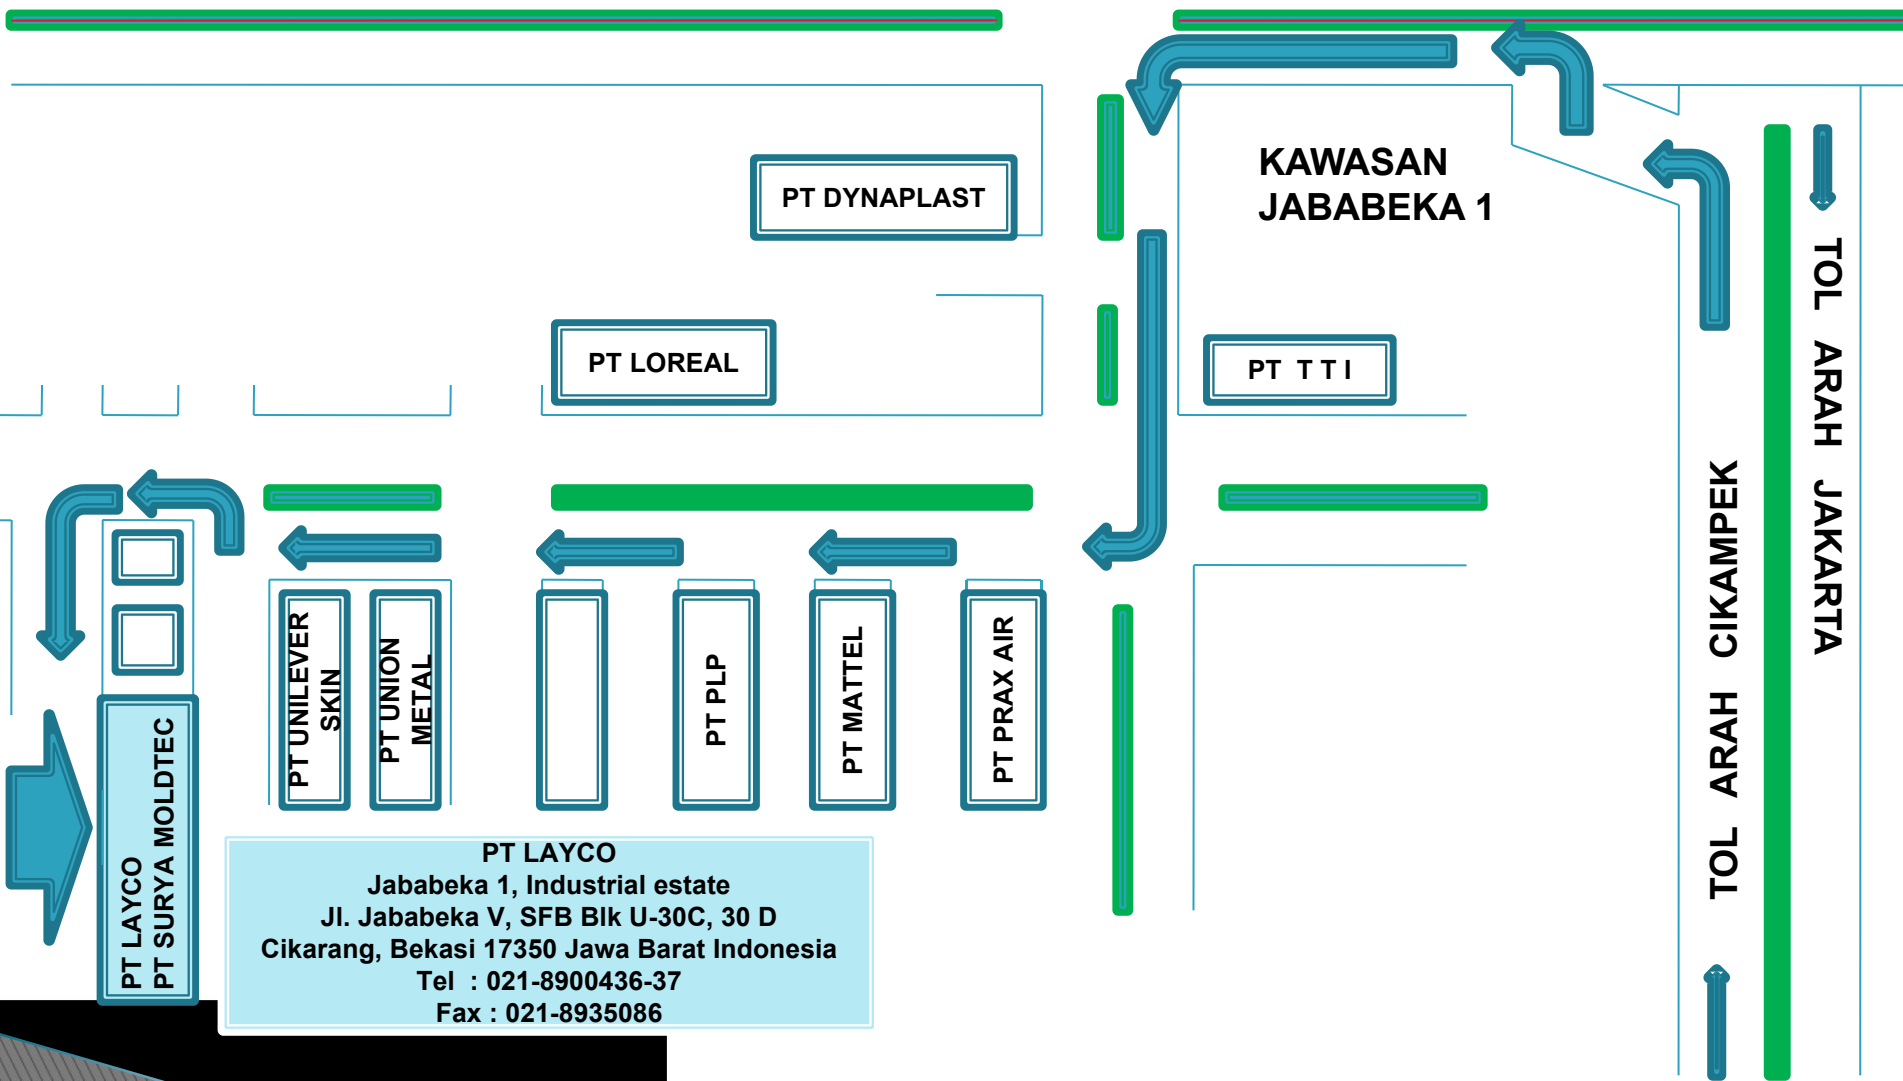 KAWASAN
JABABEKA 1
PT DYNAPLAST
PT LOREAL
PT T T I
TOL ARAH JAKARTA
TOL ARAH CIKAMPEK
PT UNILEVER
SKIN
PT UNION
METAL
PT PLP
PT MATTEL
PT PRAX AIR
PT LAYCO
PT SURYA MOLDTEC
PT LAYCO
Jababeka 1, Industrial estate
Jl. Jababeka V, SFB Blk U-30C, 30 D
Cikarang, Bekasi 17350 Jawa Barat Indonesia
Tel : 021-8900436-37
Fax : 021-8935086